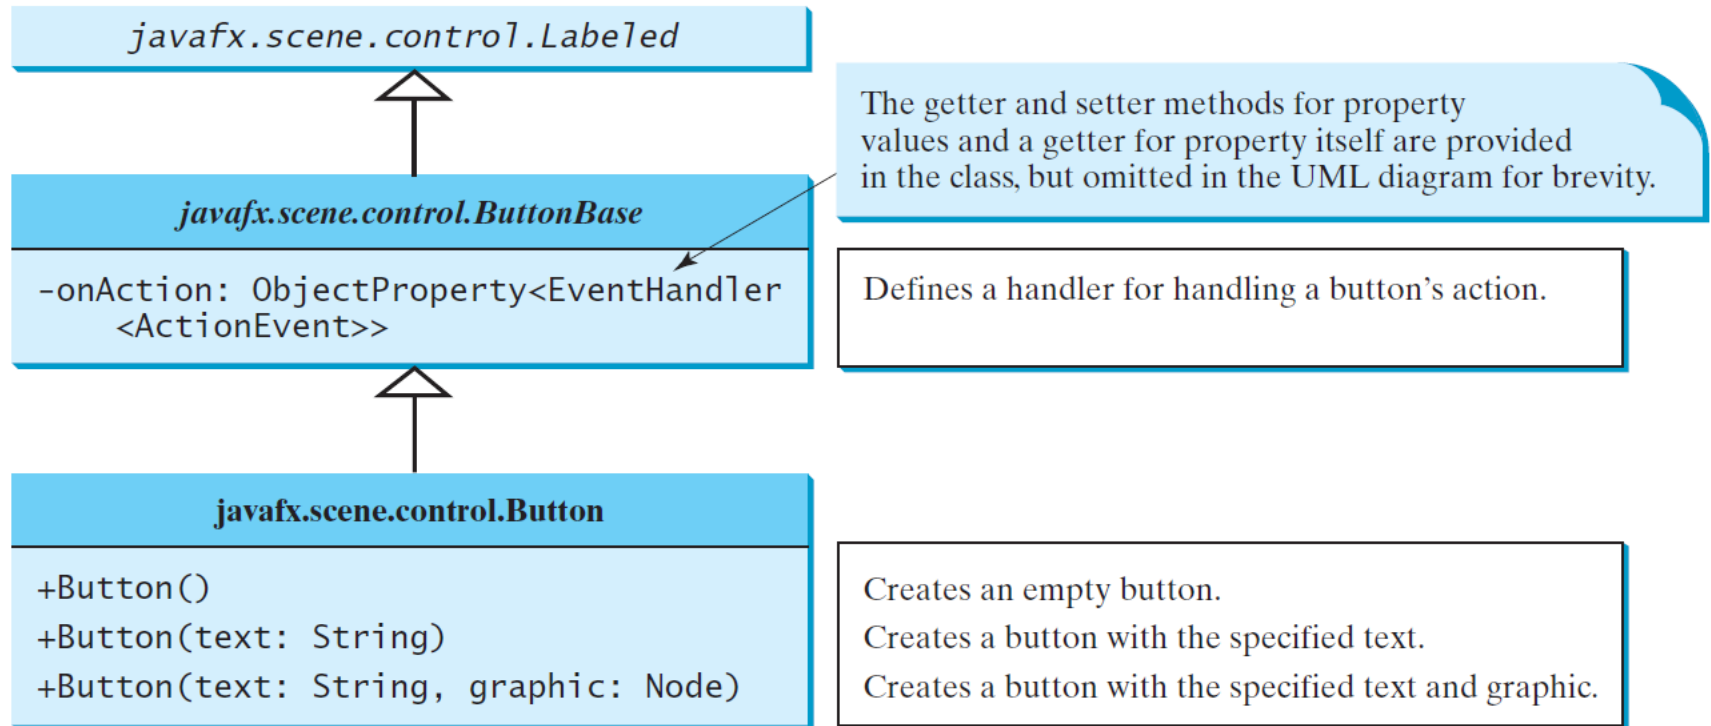 javafx.scene.control.Labeled
The getter and setter methods for property
values and a getter for property itself are provided
in the class, but omitted in the UML diagram for brevity.
javafx.scene.control.ButtonBase
-onAction: ObjectProperty<EventHandler
<ActionEvent>>
Defines a handler for handling a button's action.
javafx.scene.control.Button
+Button()
Creates an empty button.
+Button(text: String)
Creates a button with the specified text.
+Button(text: String, graphic: Node)
Creates a button with the specified text and graphic.